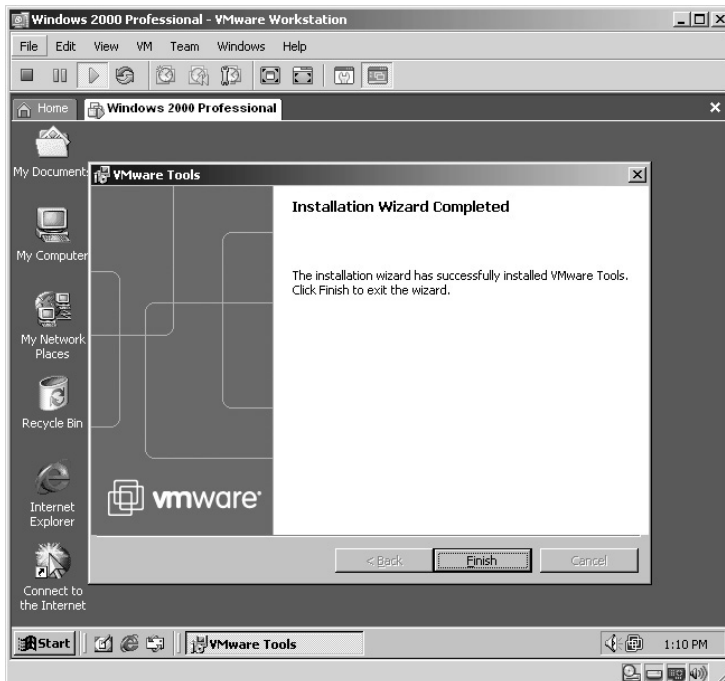 Windows 2000 Professional - VMware Workstation
File Edit View VM Team Windows Help
Home Windows 2000 Professional
My Documents
VMware Tools
Installation Wizard Completed
My Computer
The installation wizard has successfully installed VMware Tools.
Click Finish to exit the wizard.
My Network
Places
Recycle Bin
Internet
Explorer
vmware
< Back Finish Cancel
Connect to
the Internet
Start VMware Tools 1:10 PM